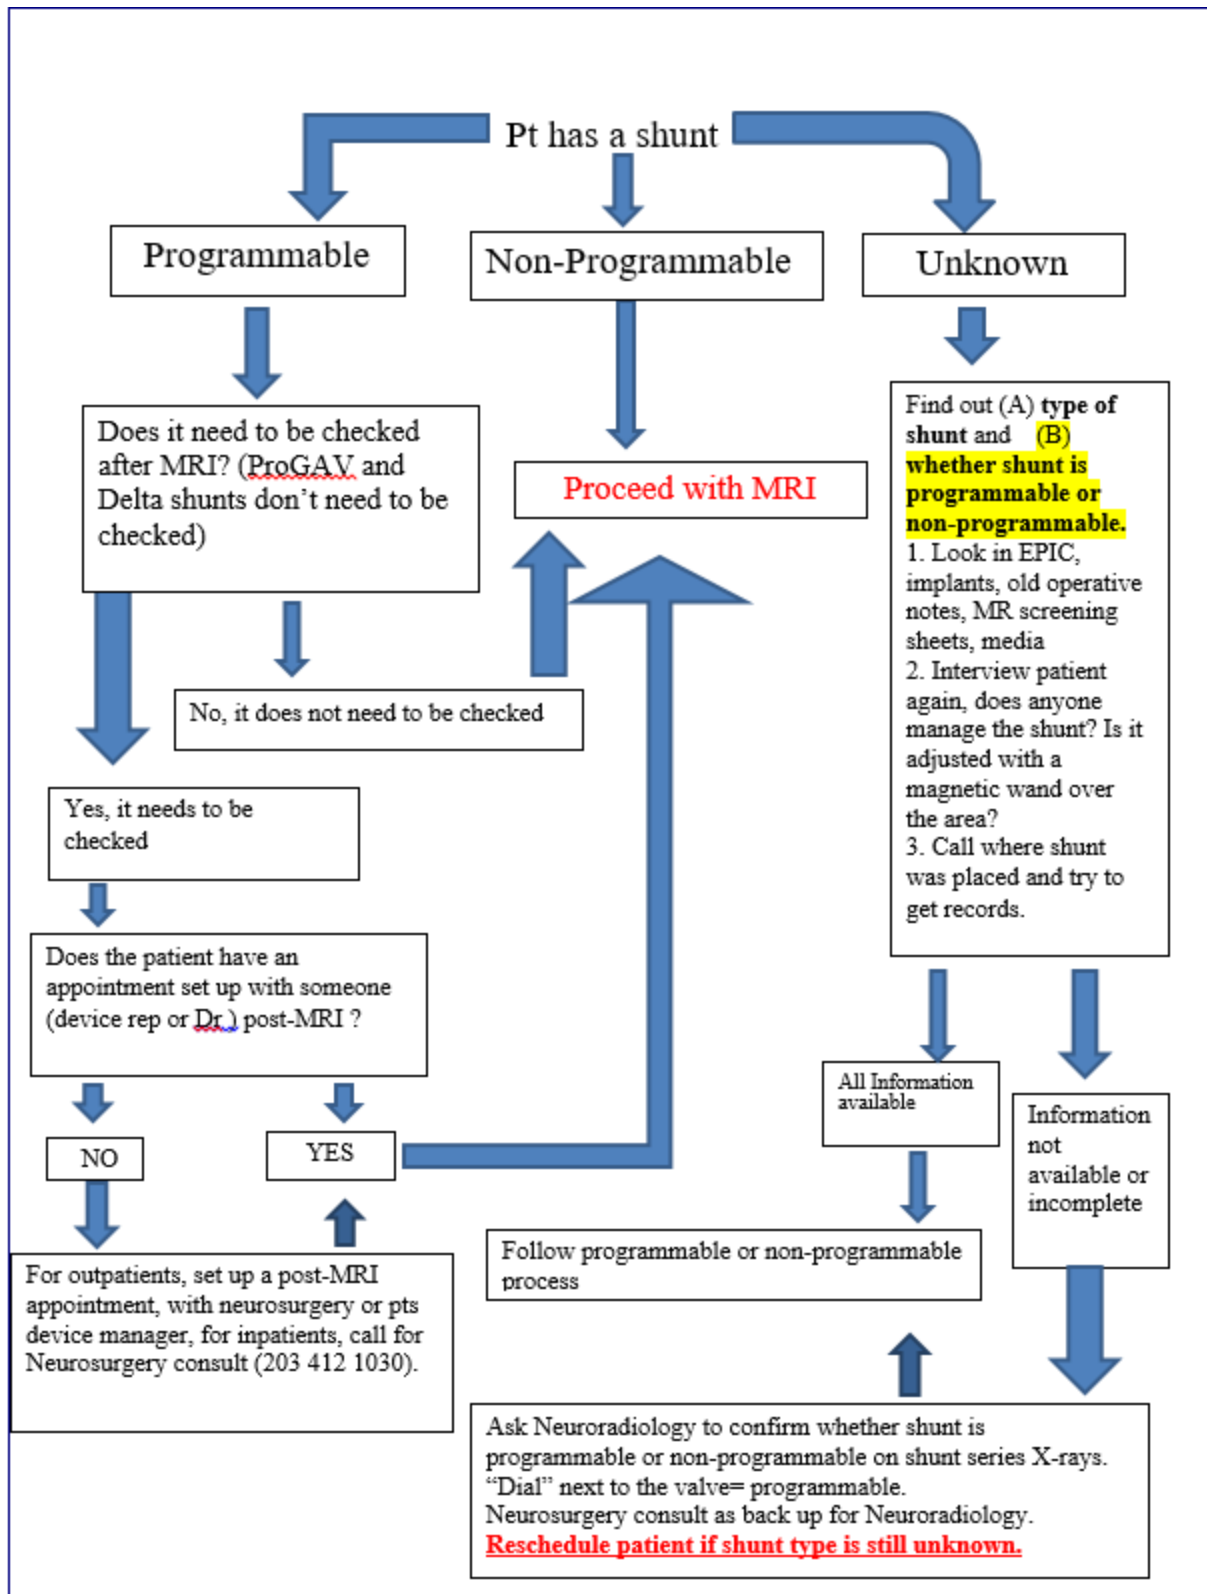 Pt has a shunt
Programmable
Non-Programmable
Unknown
Does it need to be checked
after MRI? (ProGAV and
Delta shunts don't need to be
checked)
Proceed with MRI
Find out (A) type of
shunt and (B)
whether shunt is
programmable or
non-programmable.
1. Look in EPIC,
implants, old operative
notes, MR screening
sheets, media
2. Interview patient
again, does anyone
manage the shunt? Is it
adjusted with a
magnetic wand over
the area?
3. Call where shunt
was placed and try to
get records.
No, it does not need to be checked
Yes, it needs to be
checked
Does the patient have an
appointment set up with someone
(device rep or Dr.) post-MRI ?
NO
YES
All Information
available
Information
not
available or
incomplete
Follow programmable or non-programmable
process
For outpatients, set up a post-MRI
appointment, with neurosurgery or pts
device manager, for inpatients, call for
Neurosurgery consult (203 412 1030).
Ask Neuroradiology to confirm whether shunt is
programmable or non-programmable on shunt series X-rays.
“Dial” next to the valve= programmable.
Neurosurgery consult as back up for Neuroradiology.
Reschedule patient if shunt type is still unknown.